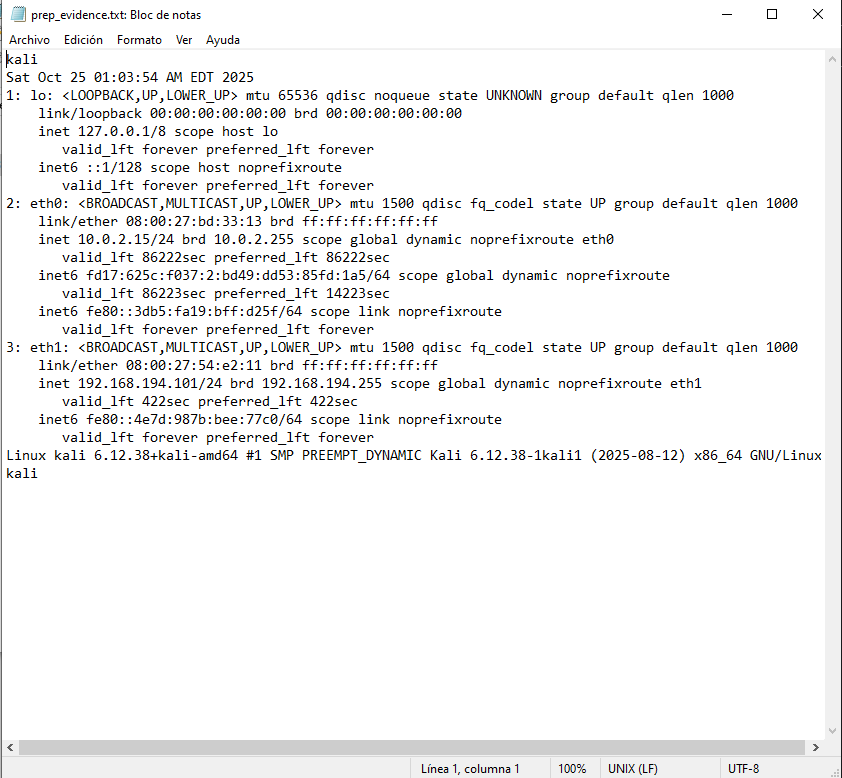 prep_evidence.txt: Bloc de notas
Archivo Edición Formato Ver Ayuda
kali
Sat Oct 25 01:03:54 AM EDT 2025
1: lo: <LOOPBACK,UP,LOWER_UP> mtu 65536 qdisc noqueue state UNKNOWN group default qlen 1000
    link/loopback 00:00:00:00:00:00 brd 00:00:00:00:00:00
    inet 127.0.0.1/8 scope host lo
       valid_lft forever preferred_lft forever
    inet6 ::1/128 scope host noprefixroute
       valid_lft forever preferred_lft forever
2: eth0: <BROADCAST,MULTICAST,UP,LOWER_UP> mtu 1500 qdisc fq_codel state UP group default qlen 1000
    link/ether 08:00:27:bd:33:13 brd ff:ff:ff:ff:ff:ff
    inet 10.0.2.15/24 brd 10.0.2.255 scope global dynamic noprefixroute eth0
       valid_lft 86222sec preferred_lft 86222sec
    inet6 fd17:625c:f037:2:bd49:dd53:85fd:1a5/64 scope global dynamic noprefixroute
       valid_lft 86223sec preferred_lft 14223sec
    inet6 fe80::3db5:fa19:bff:d25f/64 scope link noprefixroute
       valid_lft forever preferred_lft forever
3: eth1: <BROADCAST,MULTICAST,UP,LOWER_UP> mtu 1500 qdisc fq_codel state UP group default qlen 1000
    link/ether 08:00:27:54:e2:11 brd ff:ff:ff:ff:ff:ff
    inet 192.168.194.101/24 brd 192.168.194.255 scope global dynamic noprefixroute eth1
       valid_lft 422sec preferred_lft 422sec
    inet6 fe80::4e7d:987b:bee:77c0/64 scope link noprefixroute
       valid_lft forever preferred_lft forever
Linux kali 6.12.38+kali-amd64 #1 SMP PREEMPT_DYNAMIC Kali 6.12.38-1kali1 (2025-08-12) x86_64 GNU/Linux
kali
Línea 1, columna 1 100% UNIX (LF) UTF-8